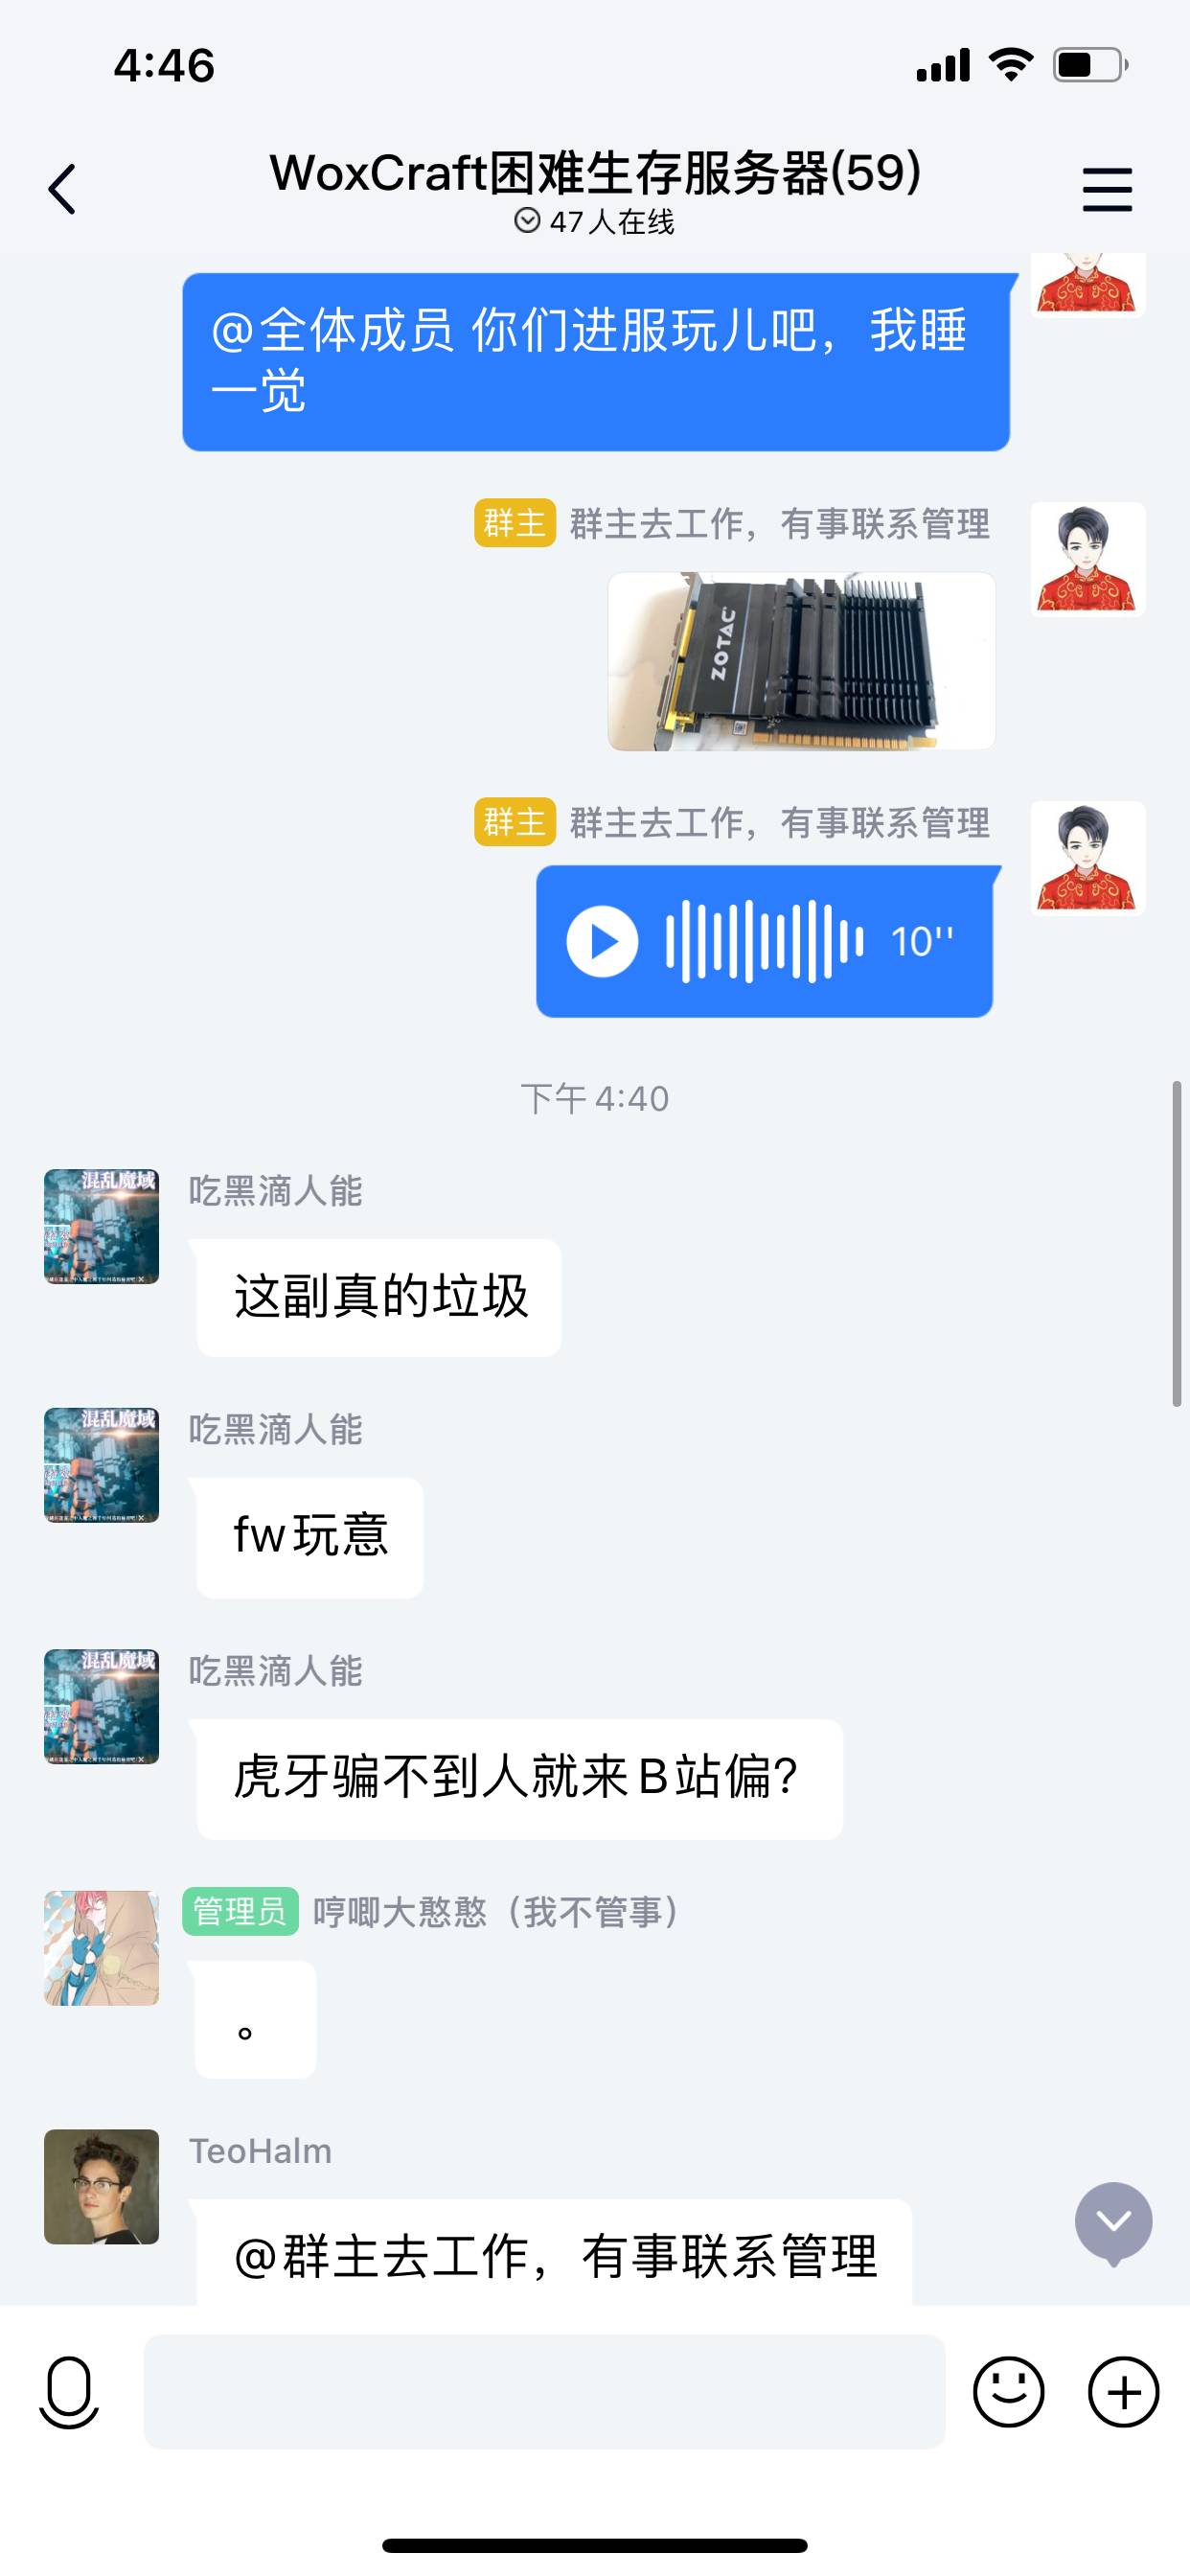 4:46
WoxCraft困难生存服务器(59)
47人在线
@全体成员 你们进服玩儿吧，我睡
一觉
群主 群主去工作，有事联系管理
ZOTAC
群主 群主去工作，有事联系管理
10''
下午 4:40
混乱魔域
吃黑滴人能
这副真的垃圾
混乱魔域
吃黑滴人能
fw玩意
混乱魔域
吃黑滴人能
虎牙骗不到人就来B站偏?
管理员 哼唧大憨憨（我不管事）
。
TeoHalm
@群主去工作，有事联系管理